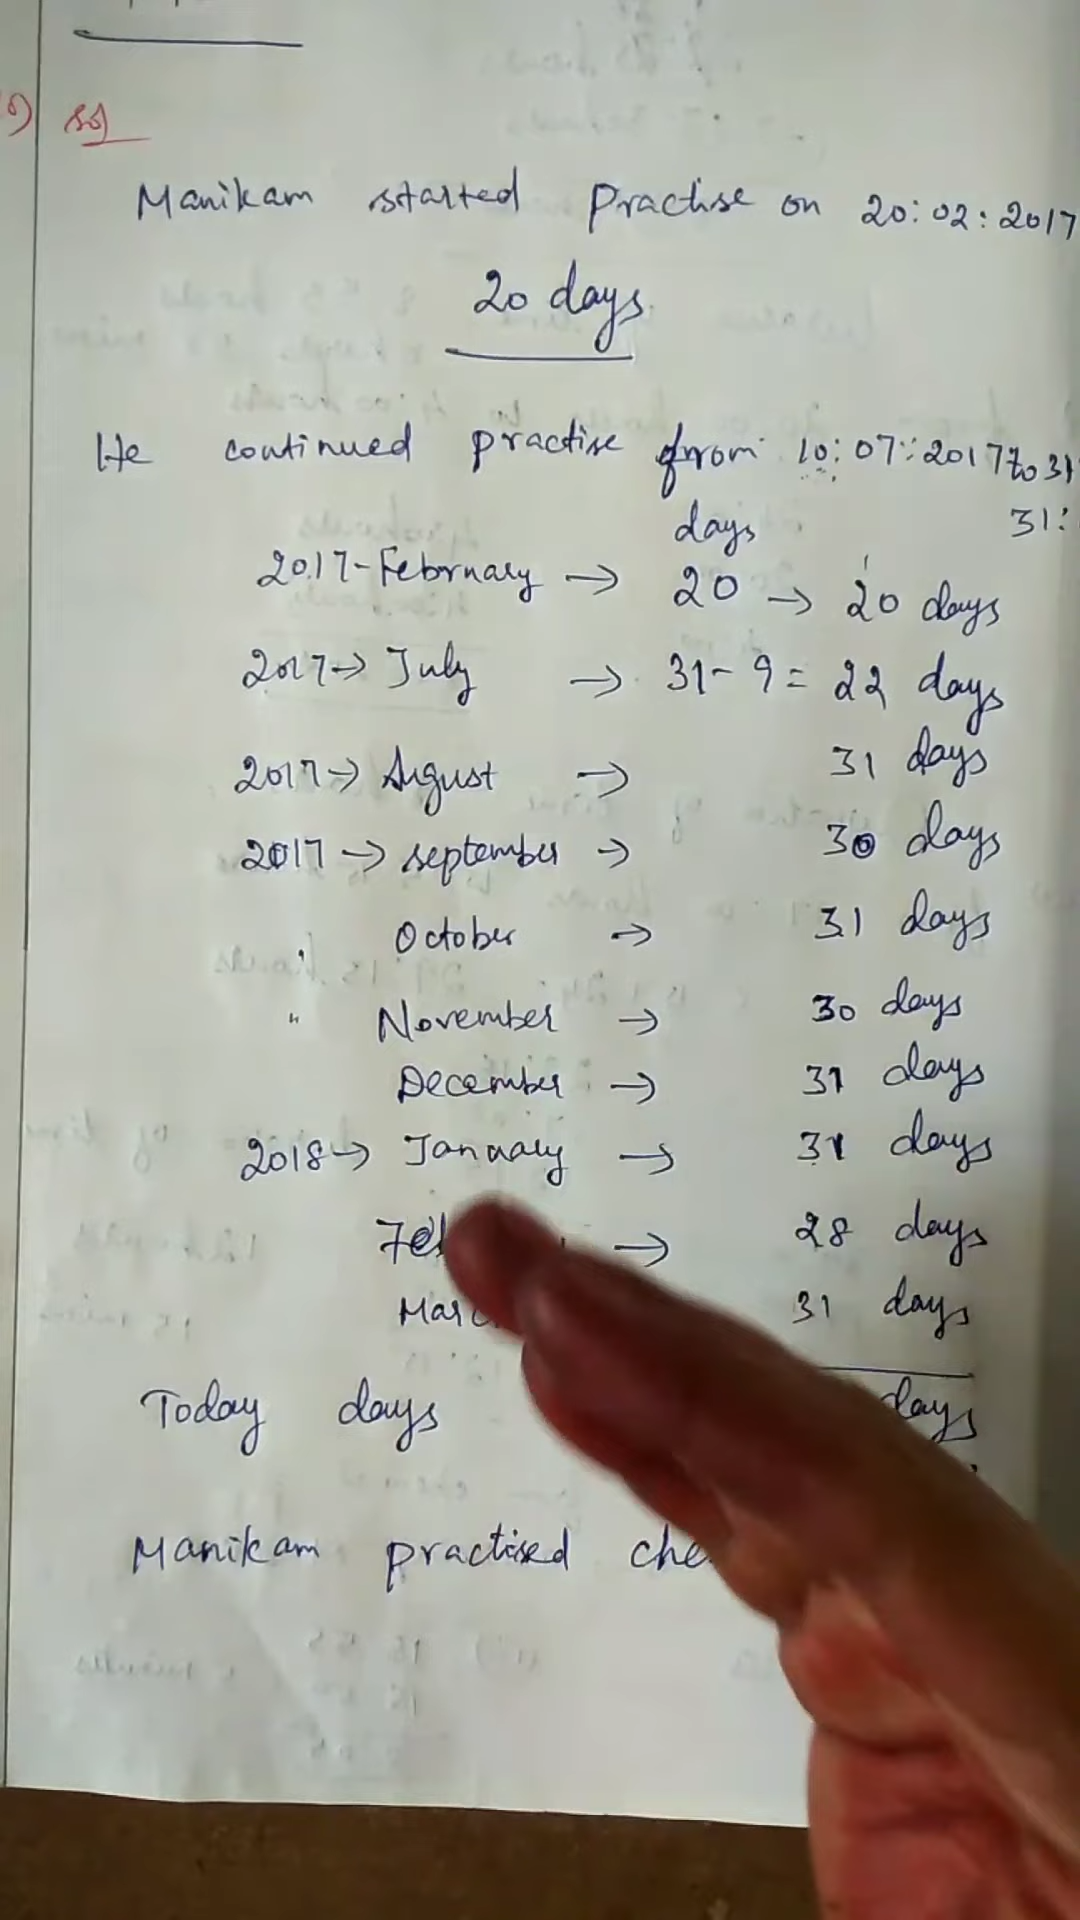 Manikam started Practise on 20:02:2017
20 days
He continued practise from 10:07:2017 to 31
days 31:
2017-February → 20 → 20 days
2017→ July → 31-9 = 22 days
2017→ August → 31 days
2017 → september → 30 days
" October → 31 days
" November → 30 days
December → 31 days
2018→ January → 31 days
→ 28 days
31 days
Today days days
Manikam practised